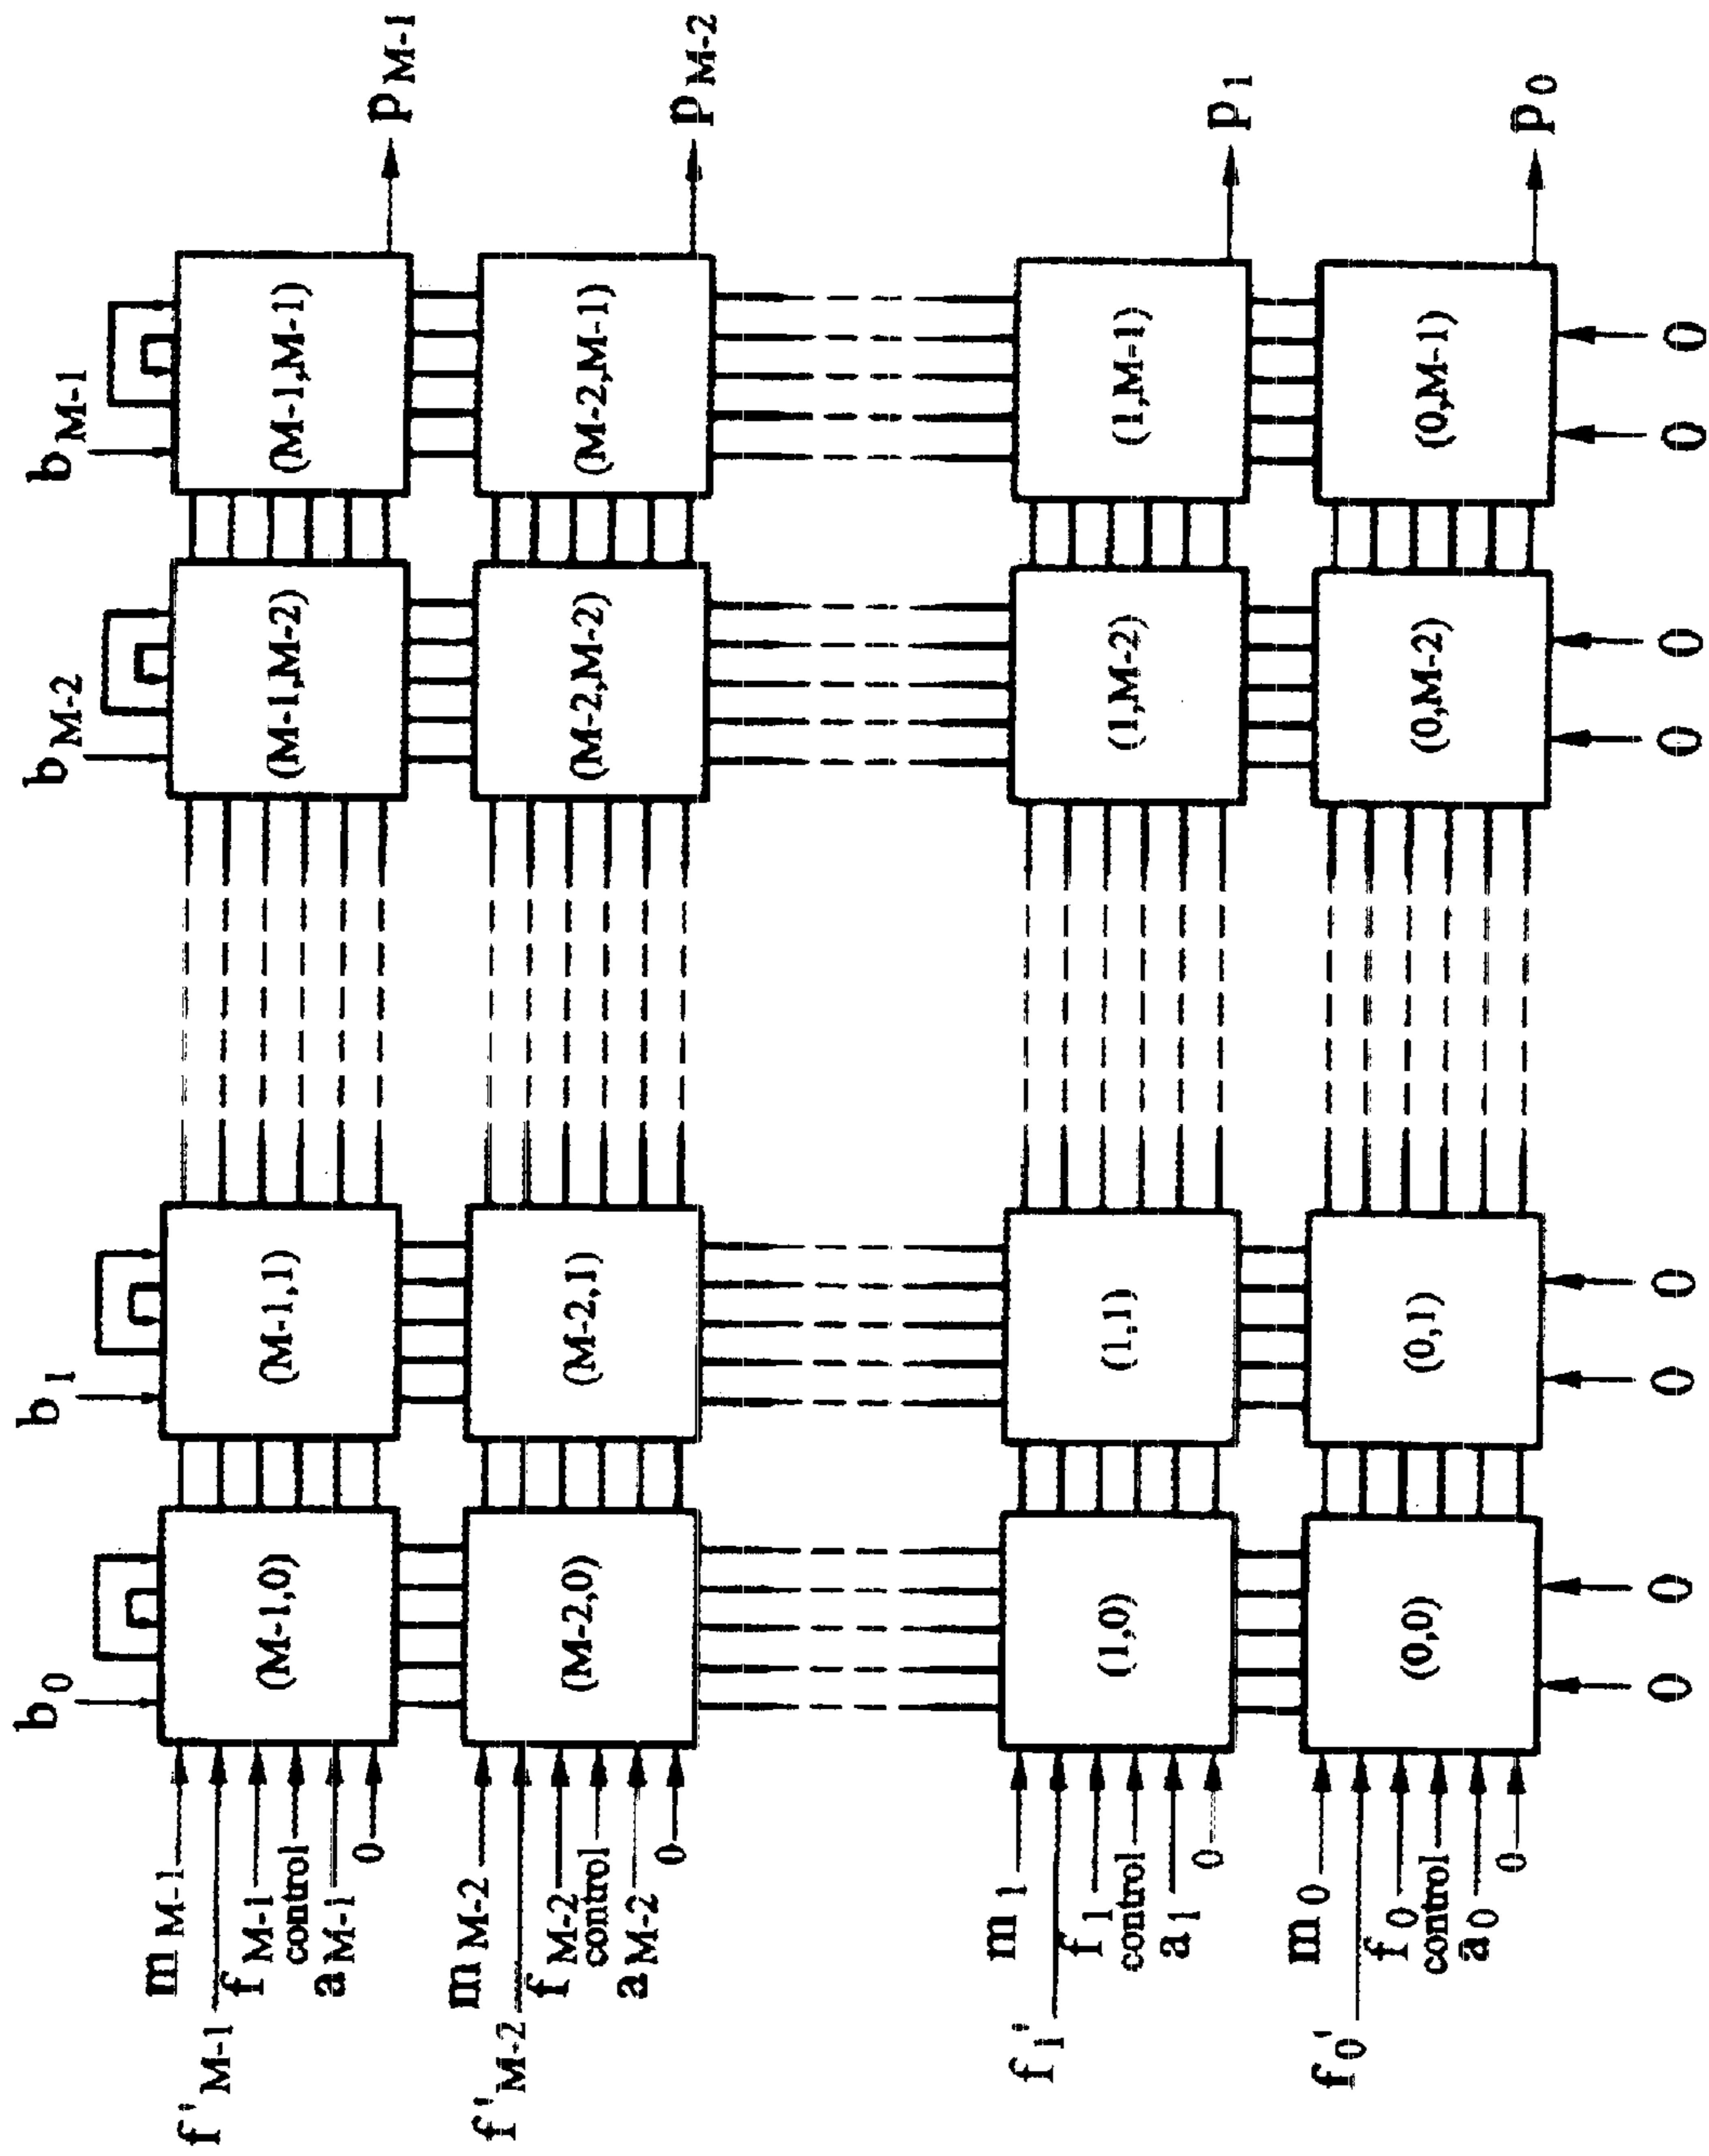 b0
b1
bM-2
bM-1
mM-1
f'M-1
fM-1
control
aM-1
0
(M-1,0)
(M-1,1)
(M-1,M-2)
(M-1,M-1)
pM-1
mM-2
f'M-2
fM-2
control
aM-2
0
(M-2,0)
(M-2,1)
(M-2,M-2)
(M-2,M-1)
pM-2
m1
f1'
f1
control
a1
0
(1,0)
(1,1)
(1,M-2)
(1,M-1)
p1
m0
f0'
f0
control
a0
0
(0,0)
(0,1)
(0,M-2)
(0,M-1)
p0
0 0 0 0 0 0 0 0